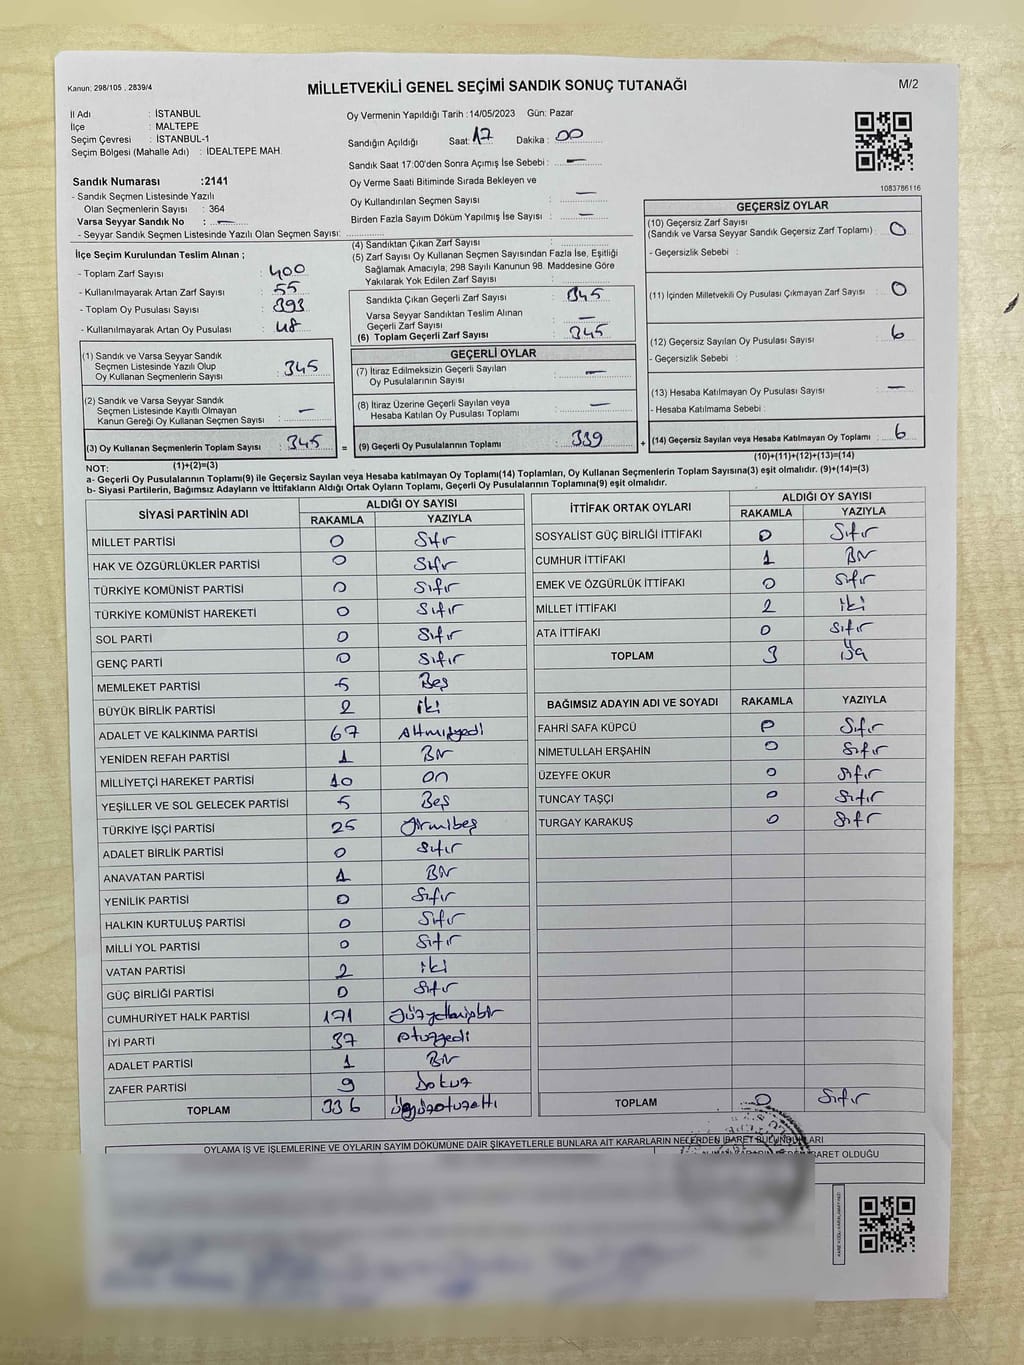 Kanun: 298/105 , 2839/4
MİLLETVEKİLİ GENEL SEÇİMİ SANDIK SONUÇ TUTANAĞI
M/2
İl Adı : İSTANBUL
İlçe : MALTEPE
Seçim Çevresi : İSTANBUL-1
Seçim Bölgesi (Mahalle Adı) : İDEALTEPE MAH.
Sandık Numarası :2141
- Sandık Seçmen Listesinde Yazılı
Olan Seçmenlerin Sayısı : 364
Varsa Seyyar Sandık No : —
- Seyyar Sandık Seçmen Listesinde Yazılı Olan Seçmen Sayısı:
Oy Vermenin Yapıldığı Tarih :14/05/2023 Gün: Pazar
Sandığın Açıldığı Saat: 17 Dakika : 00
Sandık Saat 17:00'den Sonra Açımış İse Sebebi : —
Oy Verme Saati Bitiminde Sırada Bekleyen ve
Oy Kullandırılan Seçmen Sayısı : —
Birden Fazla Sayım Döküm Yapılmış İse Sayısı : —
1083786116
İlçe Seçim Kurulundan Teslim Alınan ;
- Toplam Zarf Sayısı : 400
- Kullanılmayarak Artan Zarf Sayısı : 55
- Toplam Oy Pusulası Sayısı : 393
- Kullanılmayarak Artan Oy Pusulası : 48
(1) Sandık ve Varsa Seyyar Sandık
Seçmen Listesinde Yazılı Olup
Oy Kullanan Seçmenlerin Sayısı : 345
(2) Sandık ve Varsa Seyyar Sandık
Seçmen Listesinde Kayıtlı Olmayan
Kanun Gereği Oy Kullanan Seçmen Sayısı : —
(3) Oy Kullanan Seçmenlerin Toplam Sayısı : 345
(4) Sandıktan Çıkan Zarf Sayısı :
(5) Zarf Sayısı Oy Kullanan Seçmen Sayısından Fazla İse, Eşitliği
Sağlamak Amacıyla; 298 Sayılı Kanunun 98. Maddesine Göre
Yakılarak Yok Edilen Zarf Sayısı :
Sandıkta Çıkan Geçerli Zarf Sayısı : 345
Varsa Seyyar Sandıktan Teslim Alınan
Geçerli Zarf Sayısı : —
(6) Toplam Geçerli Zarf Sayısı : 345
GEÇERLİ OYLAR
(7) İtiraz Edilmeksizin Geçerli Sayılan
Oy Pusulalarının Sayısı : —
(8) İtiraz Üzerine Geçerli Sayılan veya
Hesaba Katılan Oy Pusulası Toplamı : —
= (9) Geçerli Oy Pusulalarının Toplamı : 339
GEÇERSİZ OYLAR
(10) Geçersiz Zarf Sayısı
(Sandık ve Varsa Seyyar Sandık Geçersiz Zarf Toplamı) : 0
- Geçersizlik Sebebi :
(11) İçinden Milletvekili Oy Pusulası Çıkmayan Zarf Sayısı : 0
(12) Geçersiz Sayılan Oy Pusulası Sayısı : 6
- Geçersizlik Sebebi :
(13) Hesaba Katılmayan Oy Pusulası Sayısı : —
- Hesaba Katılmama Sebebi :
+ (14) Geçersiz Sayılan veya Hesaba Katılmayan Oy Toplamı : 6
NOT: (1)+(2)=(3)
(10)+(11)+(12)+(13)=(14)
a- Geçerli Oy Pusulalarının Toplamı(9) ile Geçersiz Sayılan veya Hesaba katılmayan Oy Toplamı(14) Toplamları, Oy Kullanan Seçmenlerin Toplam Sayısına(3) eşit olmalıdır. (9)+(14)=(3)
b- Siyasi Partilerin, Bağımsız Adayların ve İttifakların Aldığı Ortak Oyların Toplamı, Geçerli Oy Pusulalarının Toplamına(9) eşit olmalıdır.
SİYASİ PARTİNİN ADI ALDIĞI OY SAYISI
RAKAMLA YAZIYLA
MİLLET PARTİSİ 0 Sıfır
HAK VE ÖZGÜRLÜKLER PARTİSİ 0 Sıfır
TÜRKİYE KOMÜNİST PARTİSİ 0 Sıfır
TÜRKİYE KOMÜNİST HAREKETİ 0 Sıfır
SOL PARTİ 0 Sıfır
GENÇ PARTİ 0 Sıfır
MEMLEKET PARTİSİ 5 Beş
BÜYÜK BİRLİK PARTİSİ 2 iki
ADALET VE KALKINMA PARTİSİ 67 Altmışyedi
YENİDEN REFAH PARTİSİ 1 Bir
MİLLİYETÇİ HAREKET PARTİSİ 10 on
YEŞİLLER VE SOL GELECEK PARTİSİ 5 Beş
TÜRKİYE İŞÇİ PARTİSİ 25 yirmibeş
ADALET BİRLİK PARTİSİ 0 Sıfır
ANAVATAN PARTİSİ 1 Bir
YENİLİK PARTİSİ 0 Sıfır
HALKIN KURTULUŞ PARTİSİ 0 Sıfır
MİLLİ YOL PARTİSİ 0 Sıfır
VATAN PARTİSİ 2 iki
GÜÇ BİRLİĞİ PARTİSİ 0 Sıfır
CUMHURİYET HALK PARTİSİ 171 yüzyetmişbir
İYİ PARTİ 37 otuzyedi
ADALET PARTİSİ 1 Bir
ZAFER PARTİSİ 9 Dokuz
TOPLAM 336 üçyüzotuzaltı
İTTİFAK ORTAK OYLARI ALDIĞI OY SAYISI
RAKAMLA YAZIYLA
SOSYALİST GÜÇ BİRLİĞİ İTTİFAKI 0 Sıfır
CUMHUR İTTİFAKI 1 Bir
EMEK VE ÖZGÜRLÜK İTTİFAKI 0 Sıfır
MİLLET İTTİFAKI 2 iki
ATA İTTİFAKI 0 Sıfır
TOPLAM 3 Üç
BAĞIMSIZ ADAYIN ADI VE SOYADI RAKAMLA YAZIYLA
FAHRİ SAFA KÜPCÜ 0 Sıfır
NİMETULLAH ERŞAHİN 0 Sıfır
ÜZEYFE OKUR 0 Sıfır
TUNCAY TAŞÇI 0 Sıfır
TURGAY KARAKUŞ 0 Sıfır
TOPLAM 0 Sıfır
OYLAMA İŞ VE İŞLEMLERİNE VE OYLARIN SAYIM DÖKÜMÜNE DAİR ŞİKAYETLERLE BUNLARA AİT KARARLARIN NELERDEN İBARET BULUNDUKLARI
İBARET OLDUĞU